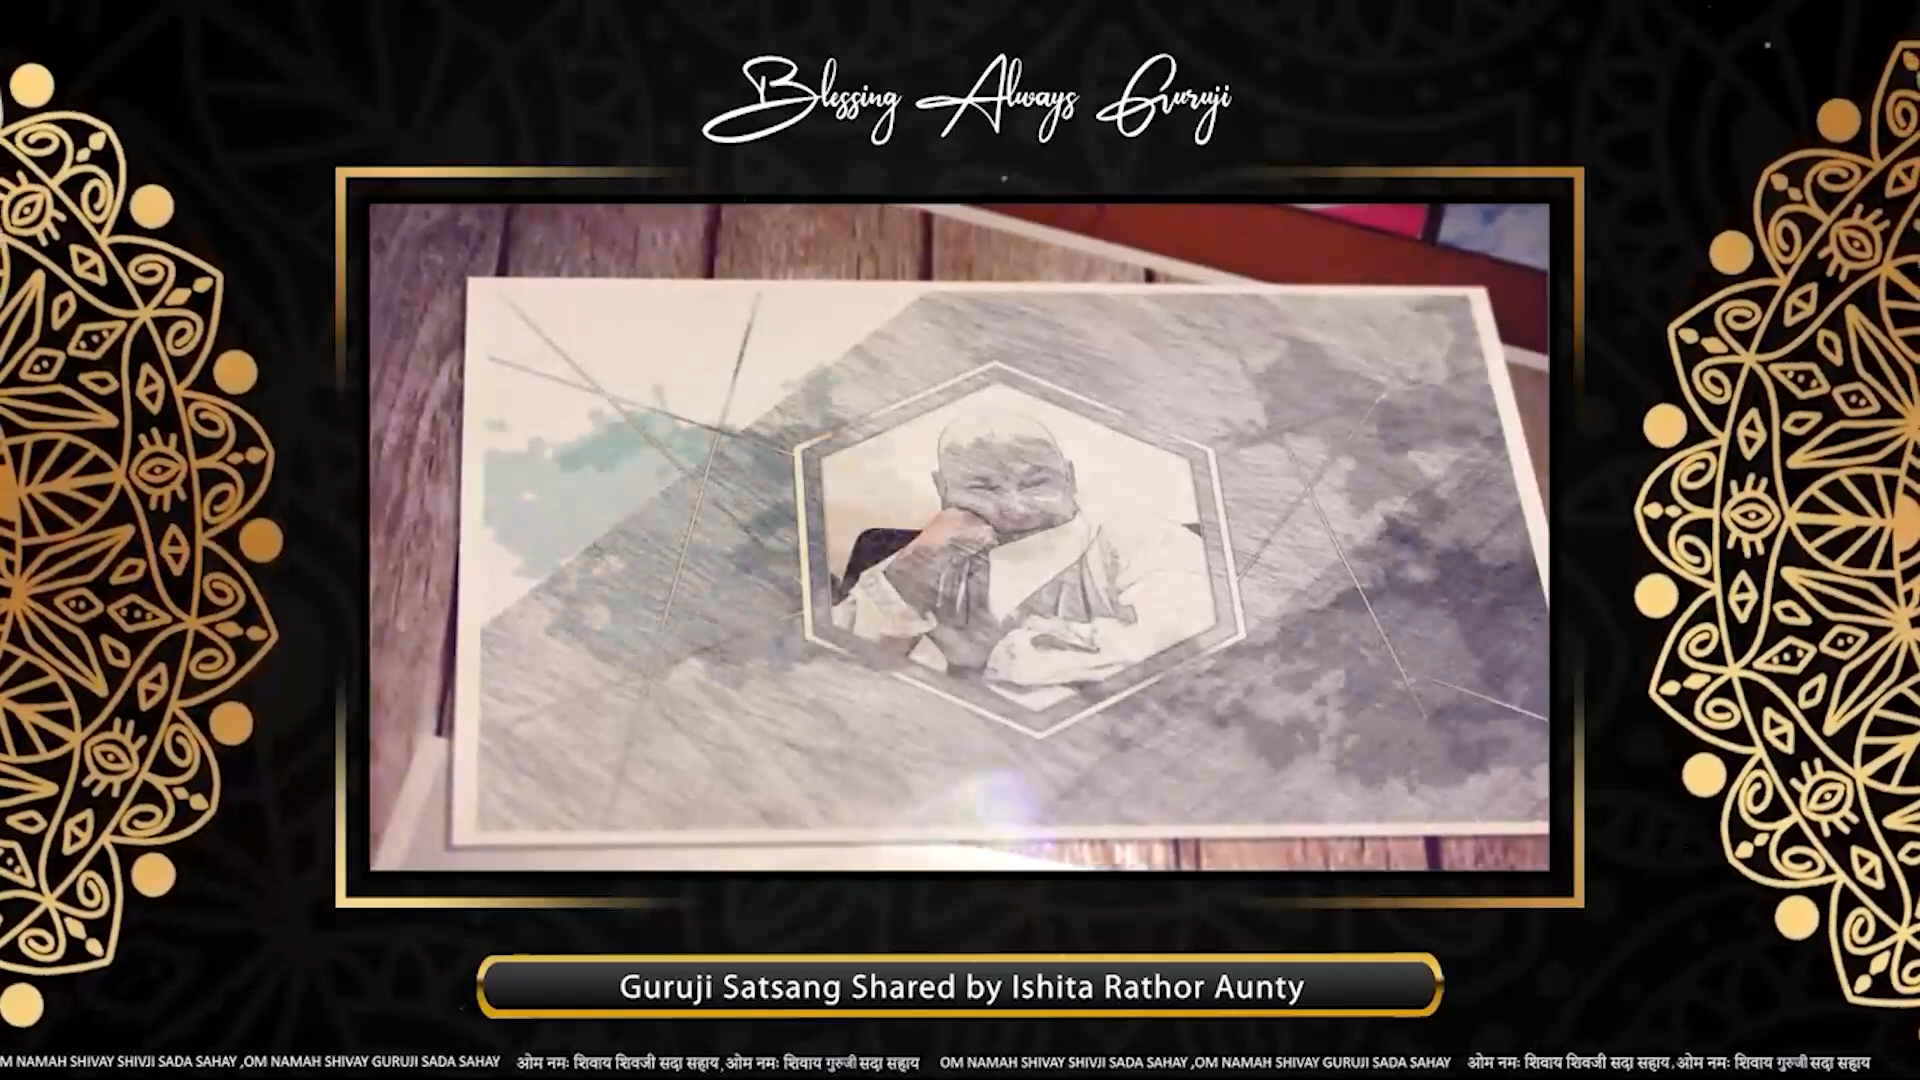 Blessing Always Guruji
Guruji Satsang Shared by Ishita Rathor Aunty
M NAMAH SHIVAY SHIVJI SADA SAHAY ,OM NAMAH SHIVAY GURUJI SADA SAHAY ओम नमः शिवाय शिवजी सदा सहाय ,ओम नमः शिवाय गुरुजी सदा सहाय OM NAMAH SHIVAY SHIVJI SADA SAHAY ,OM NAMAH SHIVAY GURUJI SADA SAHAY ओम नमः शिवाय शिवजी सदा सहाय ,ओम नमः शिवाय गुरुजी सदा सहाय